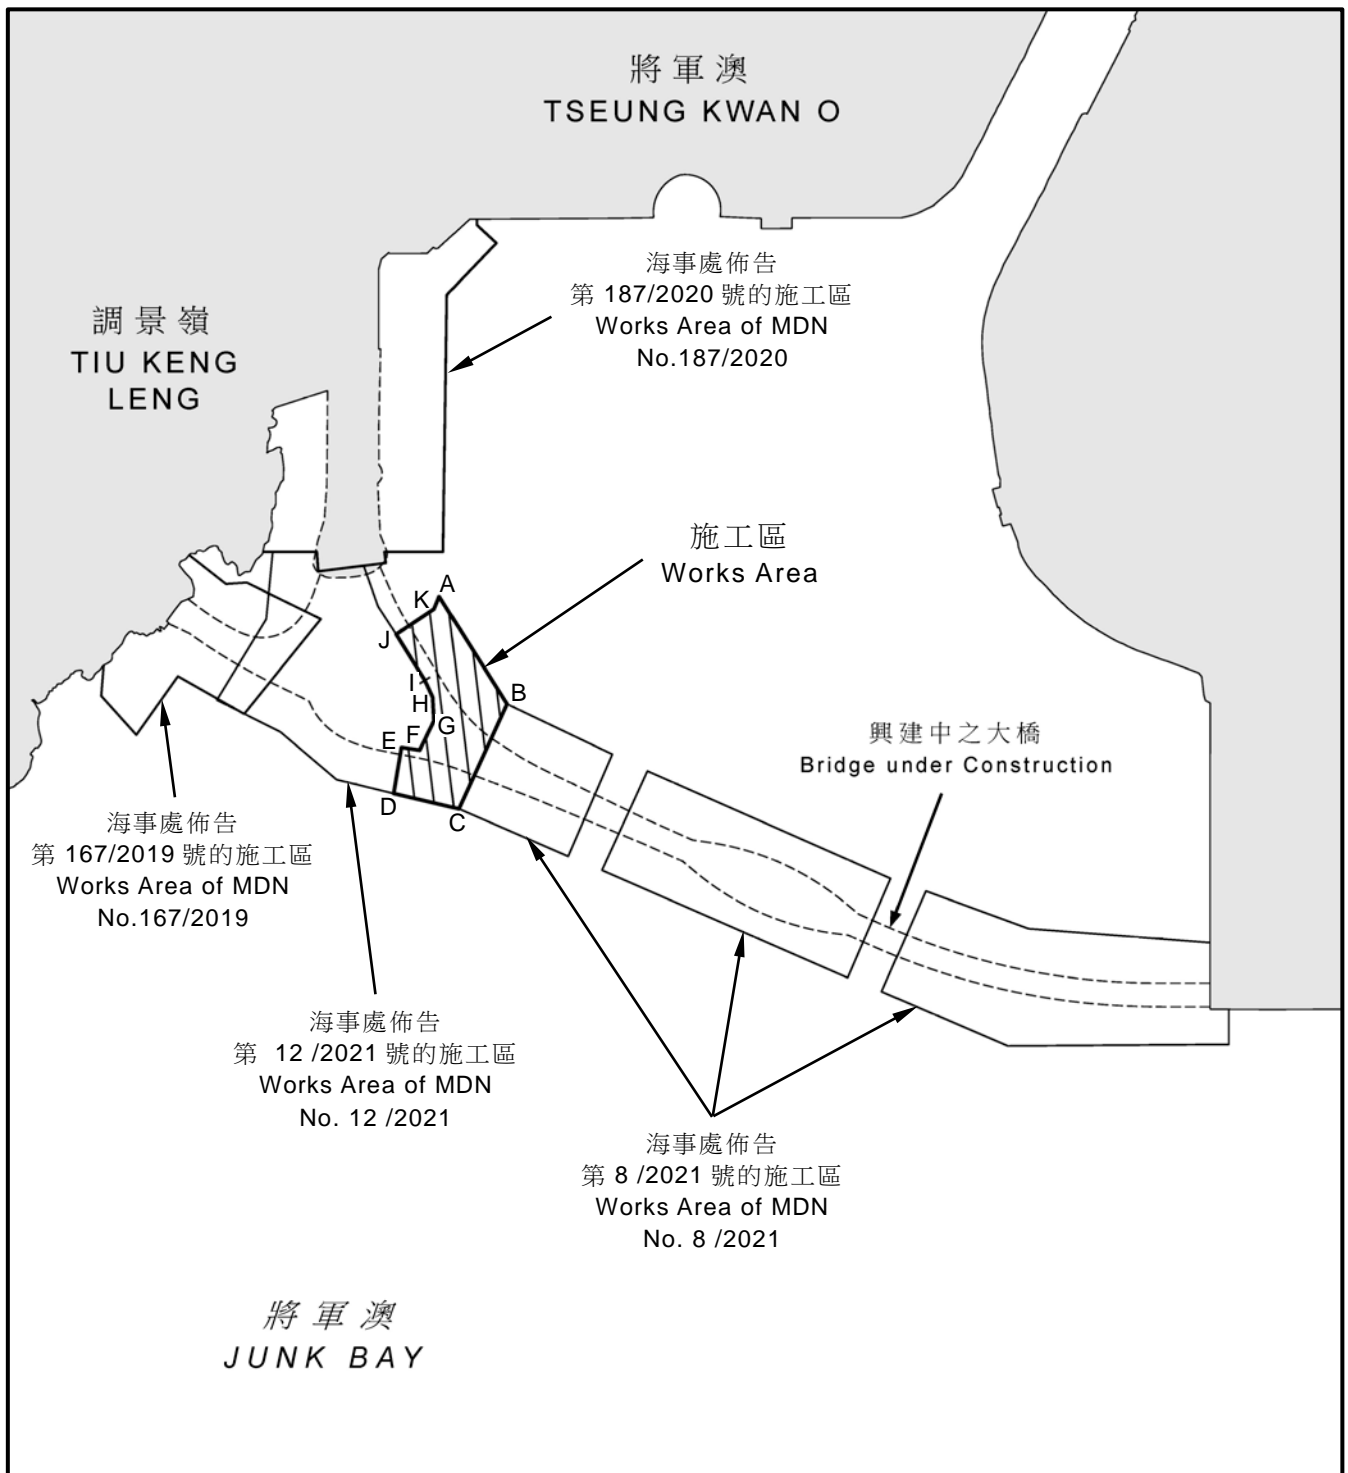 將軍澳
TSEUNG KWAN O
海事處佈告
第 187/2020 號的施工區
Works Area of MDN
No.187/2020
調景嶺
TIU KENG
LENG
施工區
Works Area
A
K
J
I
H
B
G
F
E
D
C
興建中之大橋
Bridge under Construction
海事處佈告
第 167/2019 號的施工區
Works Area of MDN
No.167/2019
海事處佈告
第 12 /2021 號的施工區
Works Area of MDN
No. 12 /2021
海事處佈告
第 8 /2021 號的施工區
Works Area of MDN
No. 8 /2021
將軍澳
JUNK BAY